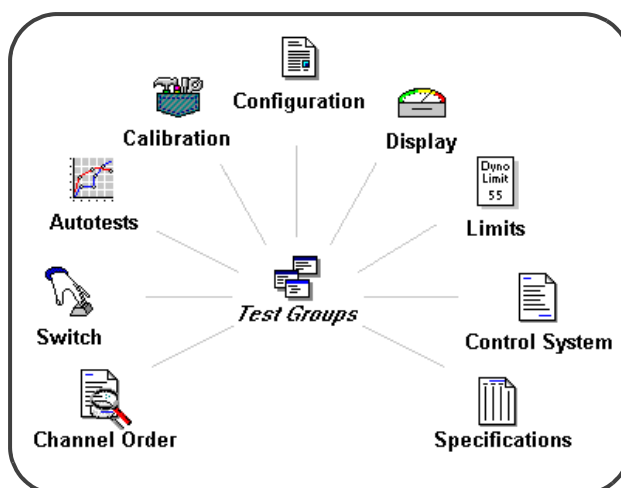 Configuration
Calibration
Display
Autotests
Dyno
Limit
55
Limits
Switch
Test Groups
Control System
Channel Order
Specifications